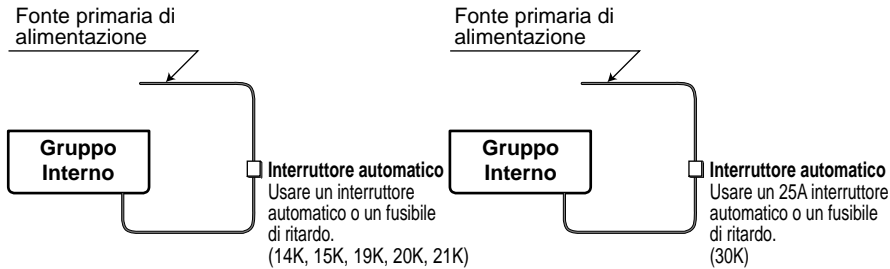 Fonte primaria di
alimentazione
Gruppo
Interno
Interruttore automatico
Usare un interruttore
automatico o un fusibile
di ritardo.
(14K, 15K, 19K, 20K, 21K)
Fonte primaria di
alimentazione
Gruppo
Interno
Interruttore automatico
Usare un 25A interruttore
automatico o un fusibile
di ritardo.
(30K)